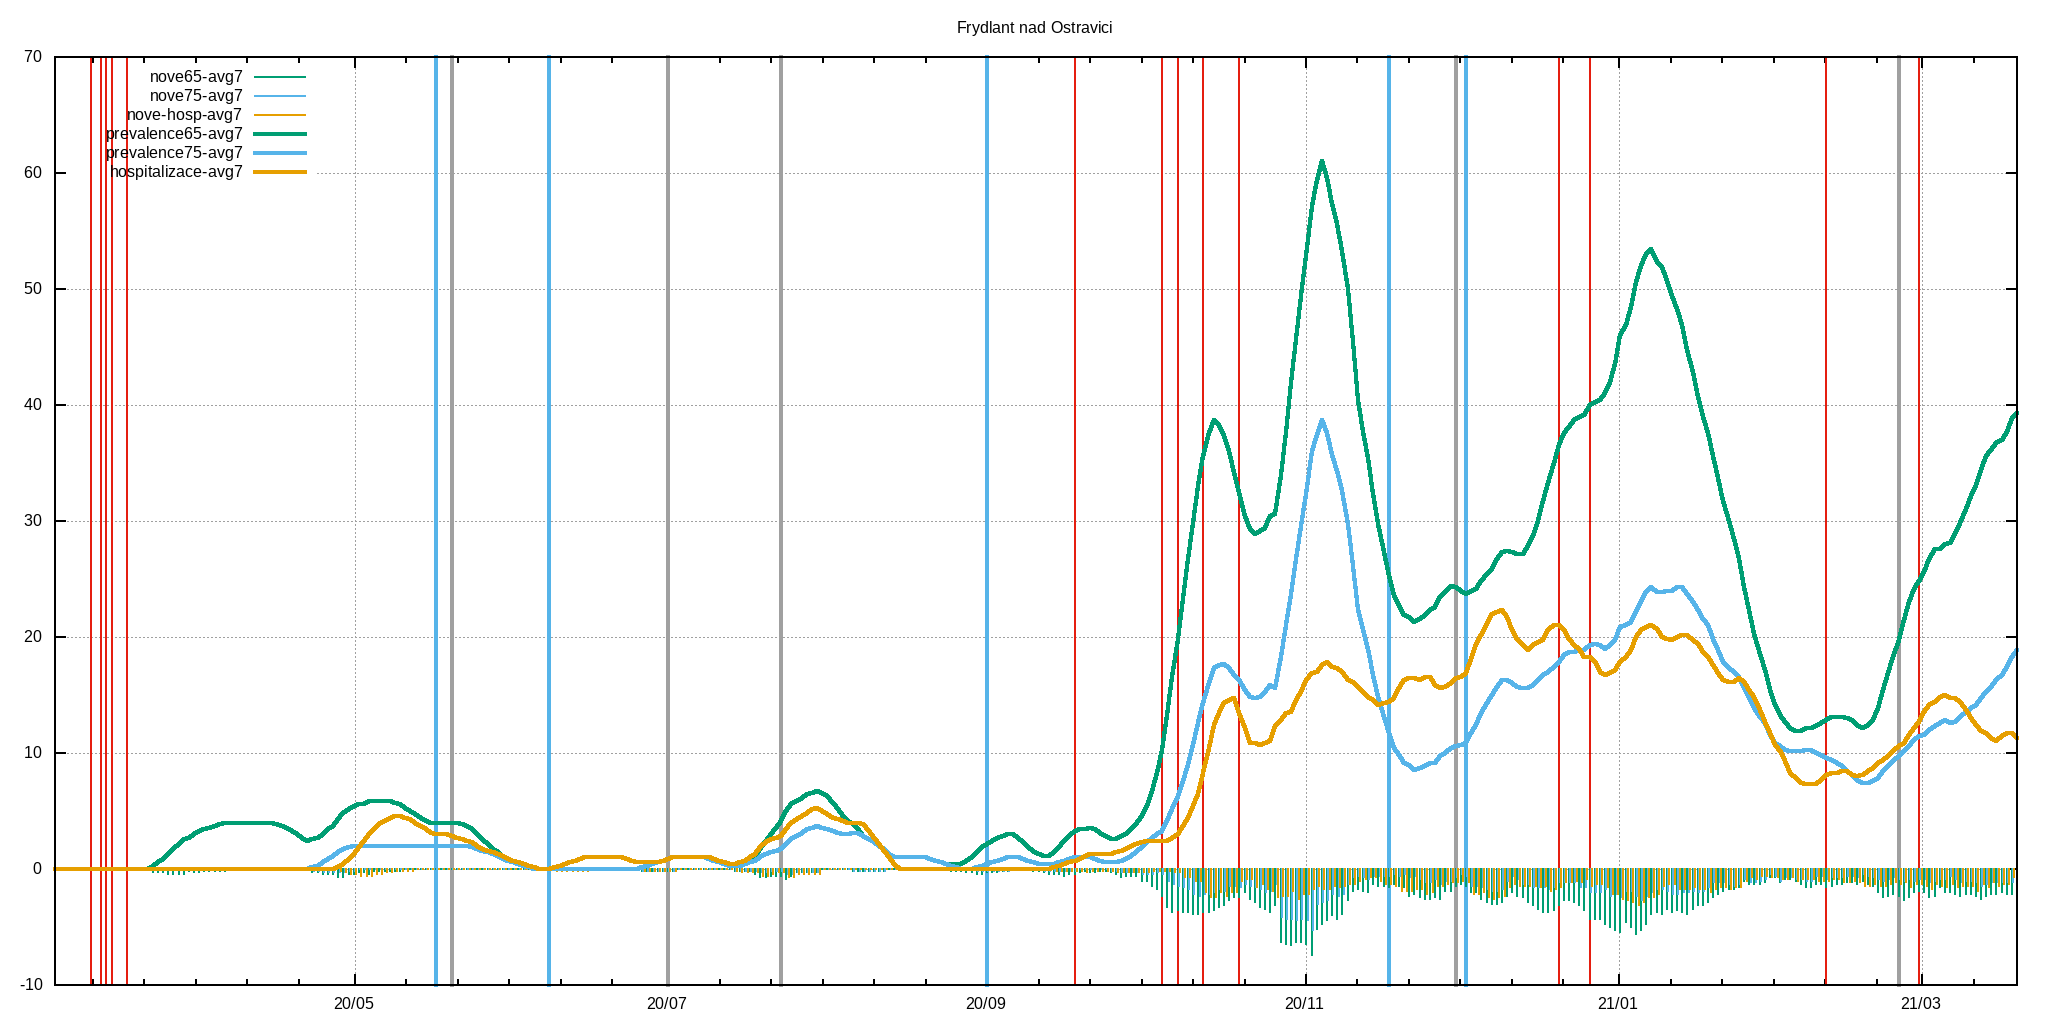 Frydlant nad Ostravici
70
60
50
40
30
20
10
0
-10
nove65-avg7
nove75-avg7
nove-hosp-avg7
prevalence65-avg7
prevalence75-avg7
hospitalizace-avg7
20/05 20/07 20/09 20/11 21/01 21/03